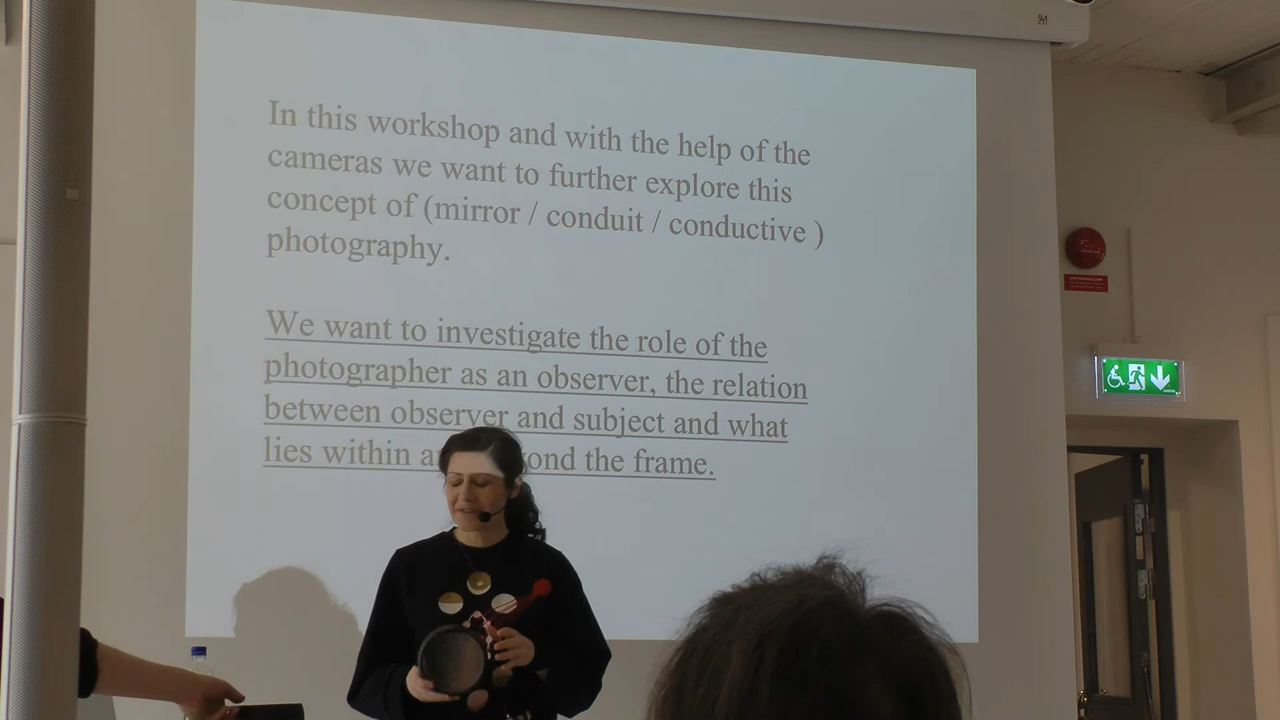 In this workshop and with the help of the
cameras we want to further explore this
concept of (mirror / conduit / conductive )
photography.
We want to investigate the role of the
photographer as an observer, the relation
between observer and subject and what
lies within ond the frame.